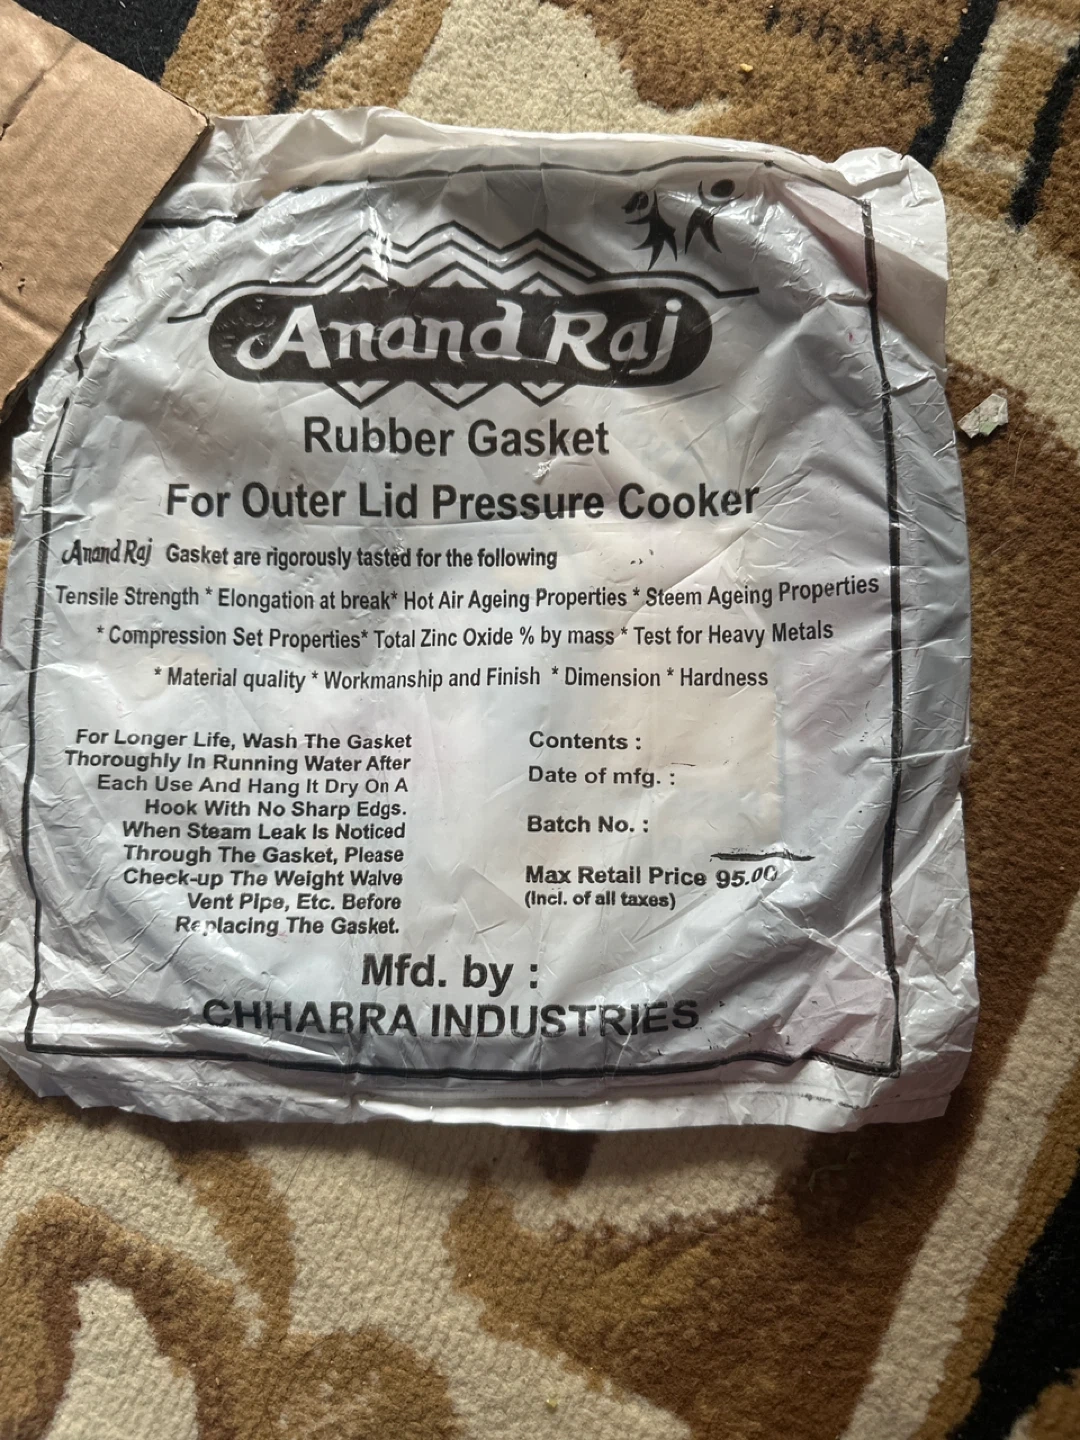 Anand Raj
Rubber Gasket
For Outer Lid Pressure Cooker
Anand Raj Gasket are rigorously tasted for the following
Tensile Strength * Elongation at break* Hot Air Ageing Properties * Steem Ageing Properties
* Compression Set Properties* Total Zinc Oxide % by mass * Test for Heavy Metals
* Material quality * Workmanship and Finish * Dimension * Hardness
For Longer Life, Wash The Gasket
Thoroughly In Running Water After
Each Use And Hang It Dry On A
Hook With No Sharp Edgs.
When Steam Leak Is Noticed
Through The Gasket, Please
Check-up The Weight Walve
Vent Pipe, Etc. Before
Replacing The Gasket.
Contents :
Date of mfg. :
Batch No. :
Max Retail Price 95.00
(Incl. of all taxes)
Mfd. by :
CHHABRA INDUSTRIES